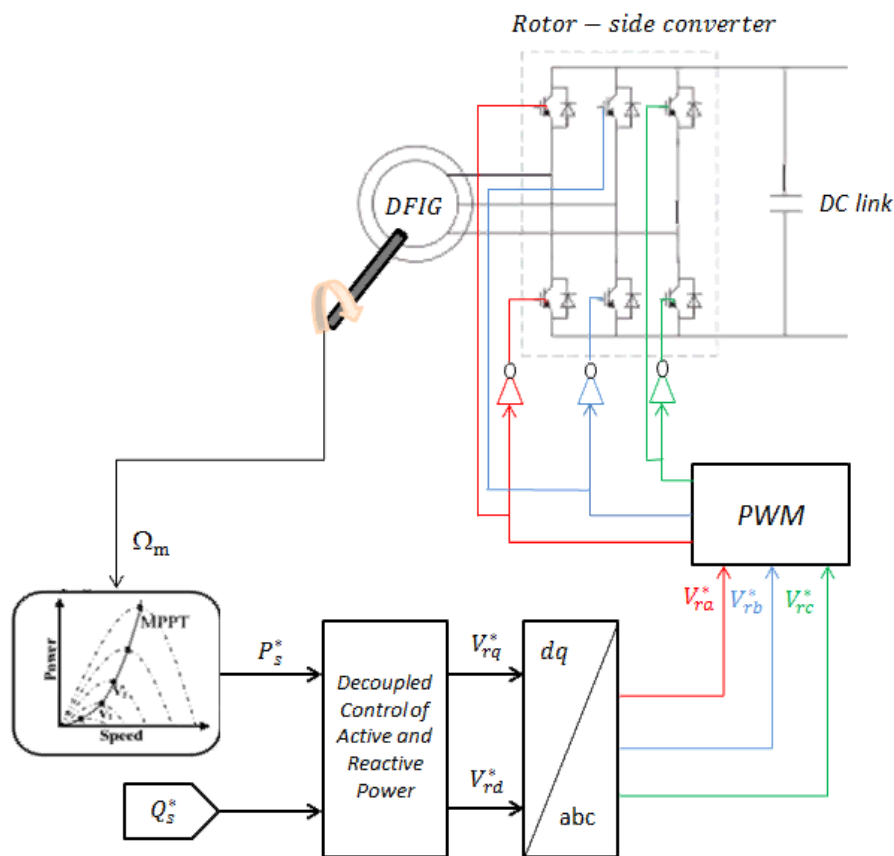 Rotor − side converter
DFIG
DC link
PWM
Ωm
V*ra
V*rb
V*rc
MPPT
Power
Speed
P*s
V*rq
dq
Decoupled
Control of
Active and
Reactive
Power
Q*s
V*rd
abc